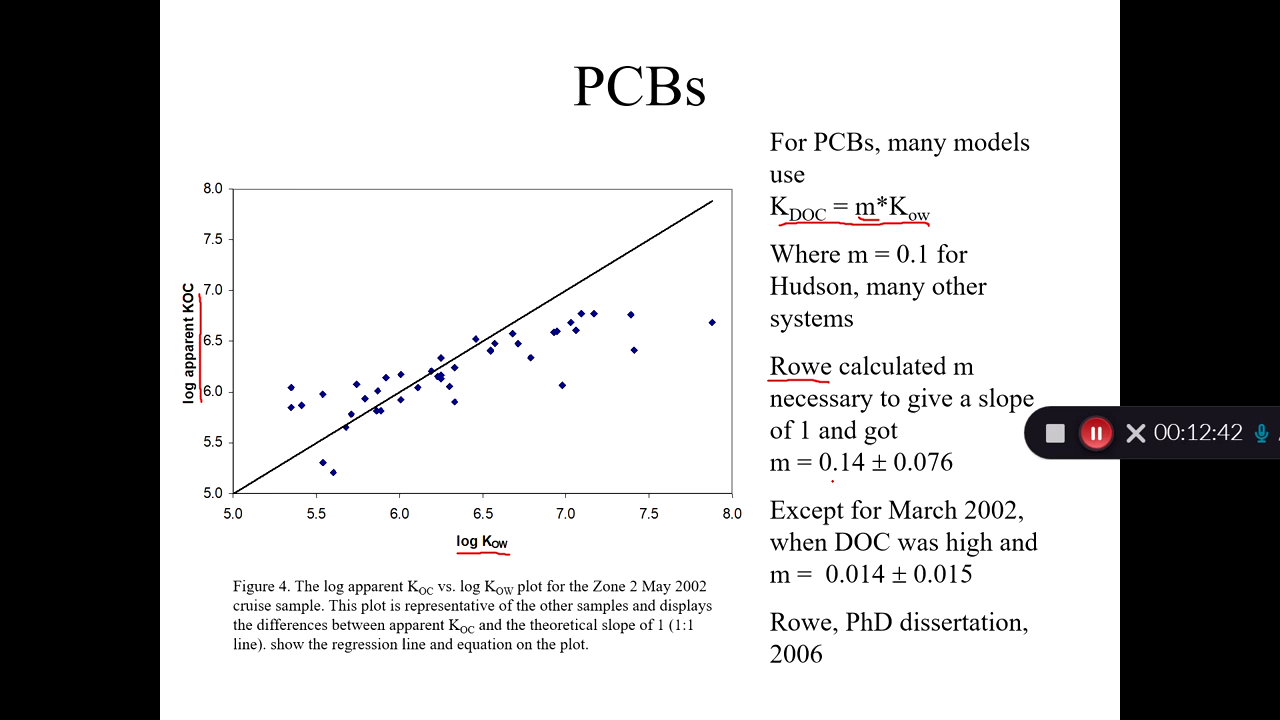 PCBs
For PCBs, many models
use
K_DOC = m*K_ow
Where m = 0.1 for
Hudson, many other
systems
Rowe calculated m
necessary to give a slope
of 1 and got
m = 0.14 ± 0.076
Except for March 2002,
when DOC was high and
m =  0.014 ± 0.015
Rowe, PhD dissertation,
2006
log apparent KOC
8.0
7.5
7.0
6.5
6.0
5.5
5.0
5.0 5.5 6.0 6.5 7.0 7.5 8.0
log K_OW
Figure 4. The log apparent K_OC vs. log K_OW plot for the Zone 2 May 2002
cruise sample. This plot is representative of the other samples and displays
the differences between apparent K_OC and the theoretical slope of 1 (1:1
line). show the regression line and equation on the plot.
00:12:42